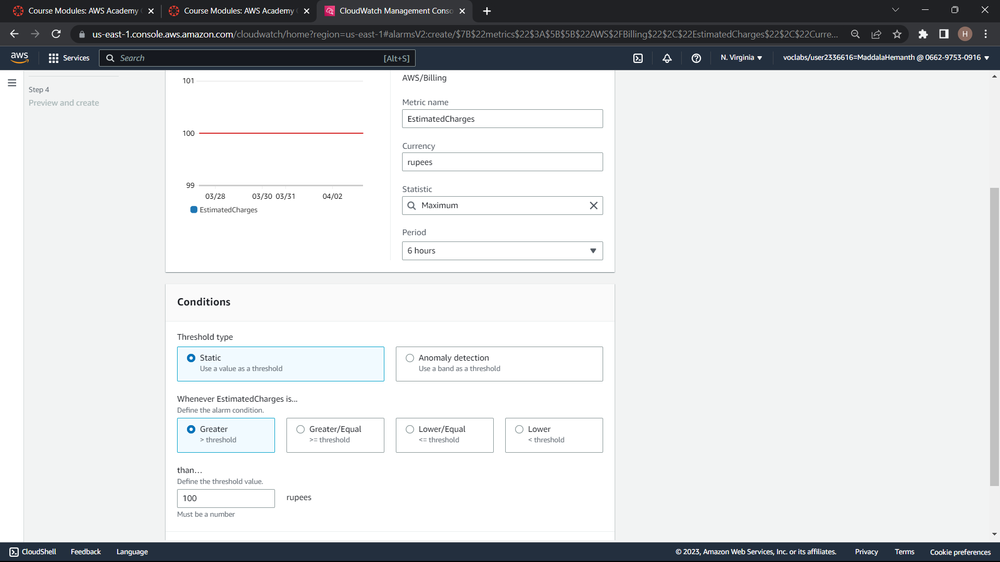 Course Modules: AWS Academy
Course Modules: AWS Academy
CloudWatch Management Conso
us-east-1.console.aws.amazon.com/cloudwatch/home?region=us-east-1#alarmsV2:create/$7B$22metrics$22$3A$5B$5B$22AWS$2FBilling$22$2C$22EstimatedCharges$22$2C$22Curre...
H
aws
Services
Search
[Alt+S]
N. Virginia
voclabs/user2336616=MaddalaHemanth @ 0662-9753-0916
Step 4
Preview and create
101
100
99
03/28
03/30
03/31
04/02
EstimatedCharges
AWS/Billing
Metric name
EstimatedCharges
Currency
rupees
Statistic
Maximum
Period
6 hours
Conditions
Threshold type
Static
Use a value as a threshold
Anomaly detection
Use a band as a threshold
Whenever EstimatedCharges is...
Define the alarm condition.
Greater
> threshold
Greater/Equal
>= threshold
Lower/Equal
<= threshold
Lower
< threshold
than...
Define the threshold value.
100
rupees
Must be a number
CloudShell
Feedback
Language
© 2023, Amazon Web Services, Inc. or its affiliates.
Privacy
Terms
Cookie preferences